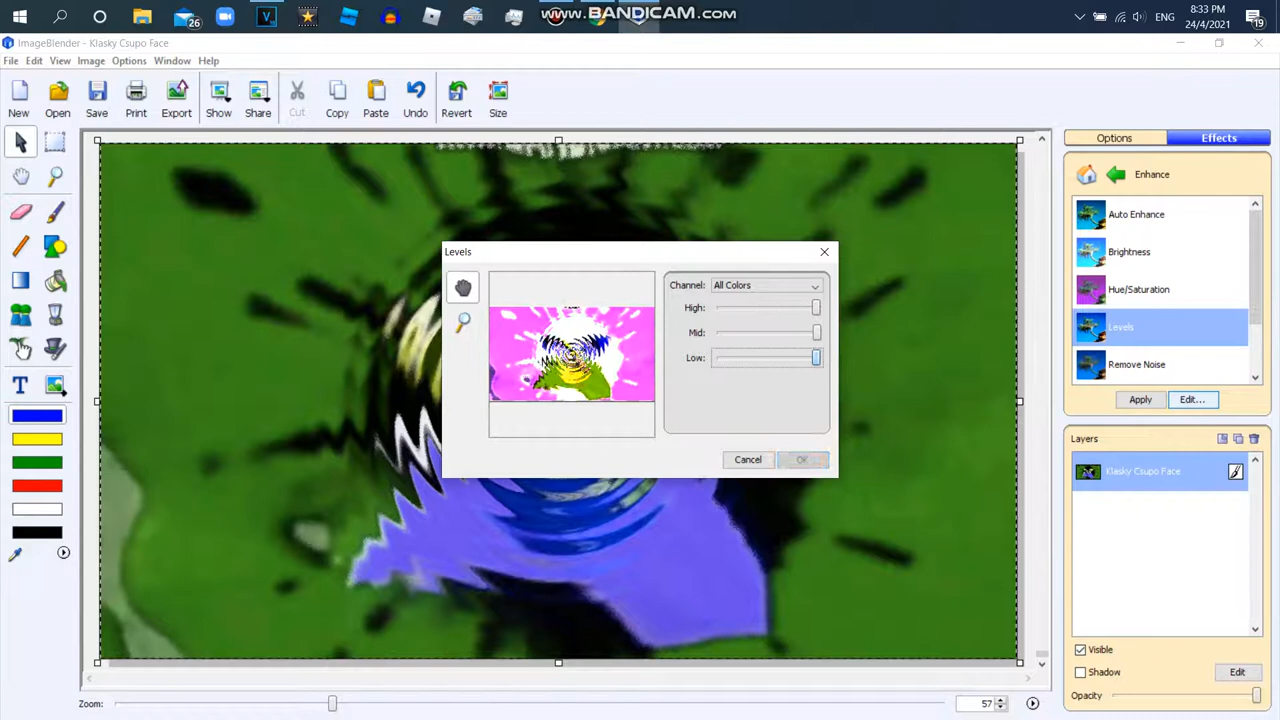 www.BANDICAM.com
26
ENG
8:33 PM
24/4/2021
19
ImageBlender - Klasky Csupo Face
File Edit View Image Options Window Help
New Open Save Print Export Show Share Cut Copy Paste Undo Revert Size
Options Effects
Enhance
Auto Enhance
Brightness
Hue/Saturation
Levels
Remove Noise
Apply Edit...
Levels
Channel: All Colors
High:
Mid:
Low:
Cancel OK
T
Layers
Klasky Csupo Face
Visible
Shadow Edit
Opacity
Zoom: 57